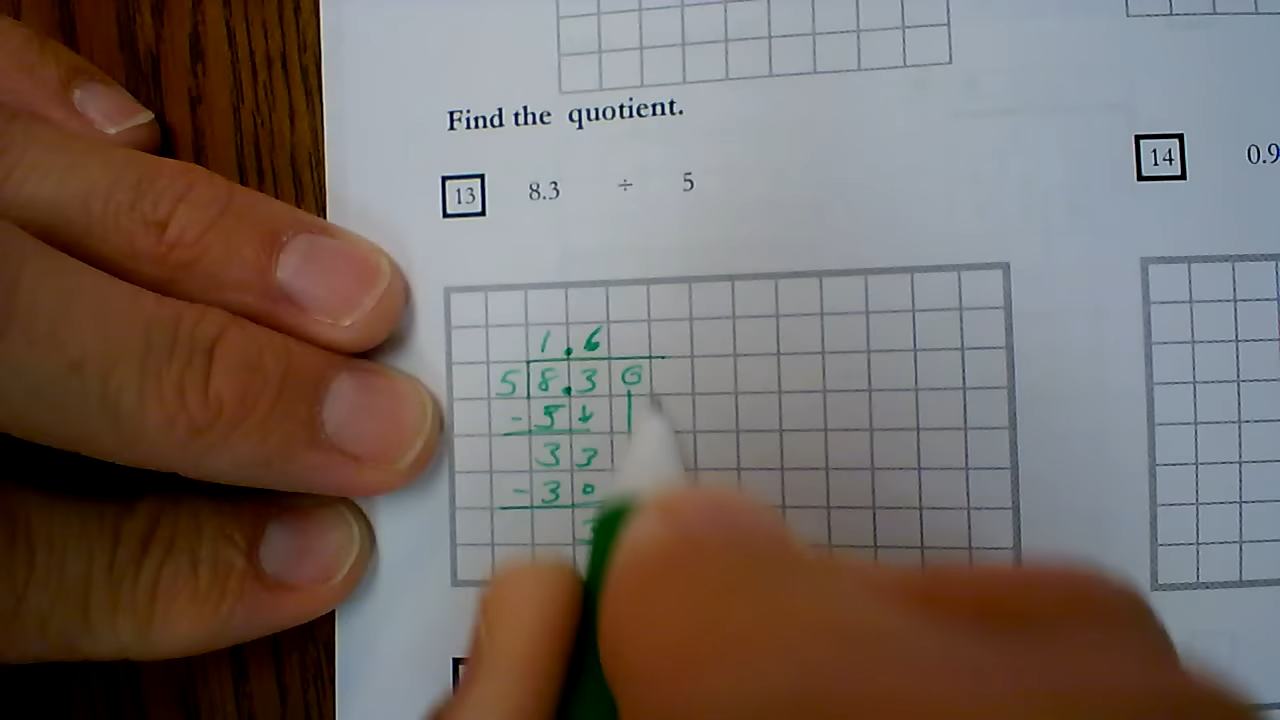 Find the quotient.
13 8.3 ÷ 5
14 0.9
1.6
5 8.3 0
- 5
3 3
- 3 0